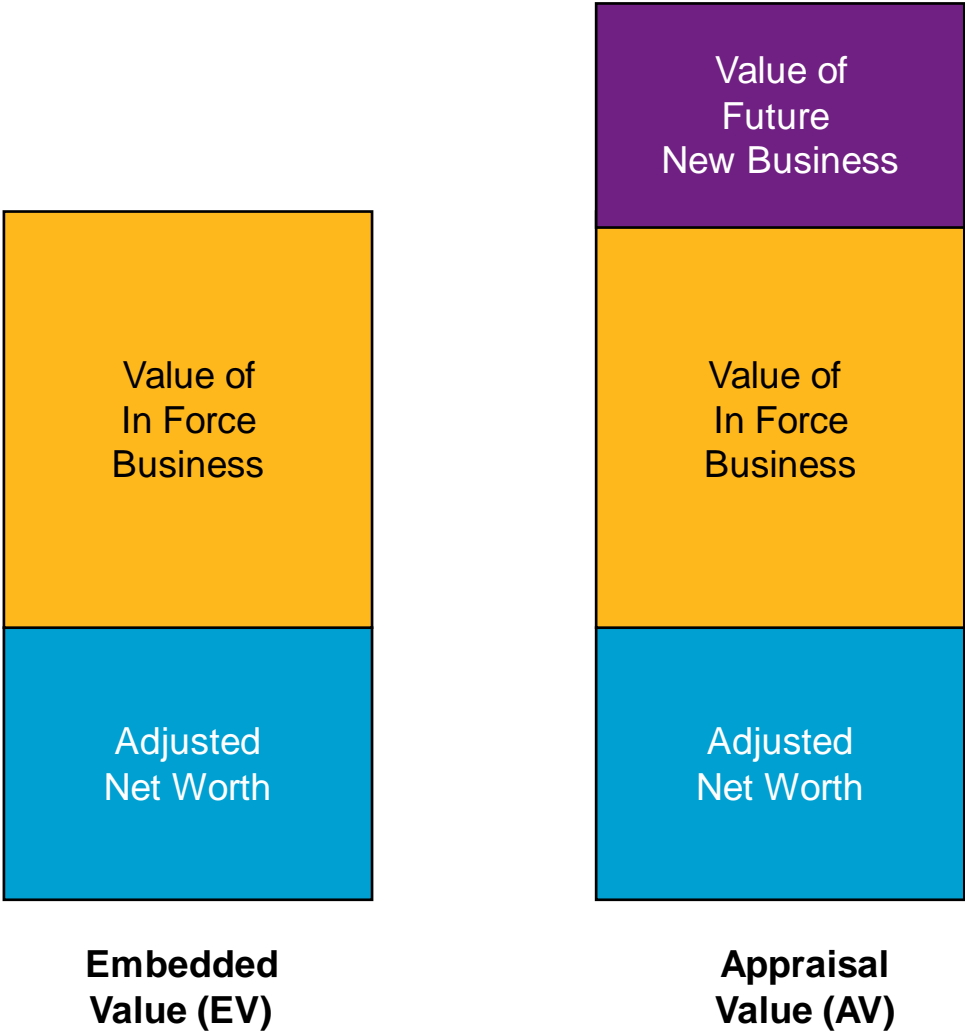 Value of
Future
New Business
Value of
In Force
Business
Value of
In Force
Business
Adjusted
Net Worth
Adjusted
Net Worth
Embedded
Value (EV)
Appraisal
Value (AV)